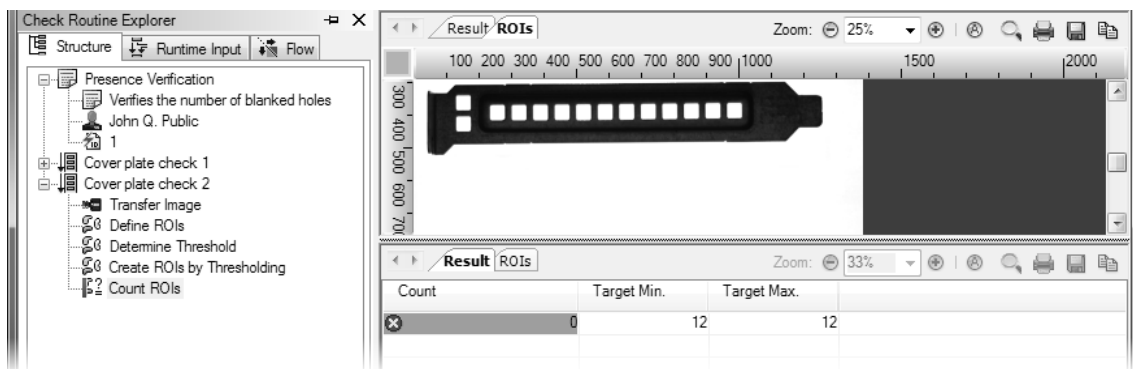 Check Routine Explorer
Structure Runtime Input Flow
Presence Verification
Verifies the number of blanked holes
John Q. Public
1
Cover plate check 1
Cover plate check 2
Transfer Image
Define ROIs
Determine Threshold
Create ROIs by Thresholding
Count ROIs
Result ROIs Zoom: 25%
100 200 300 400 500 600 700 800 900 1000 1500 2000
300 400 500 600 700
Result ROIs Zoom: 33%
Count Target Min. Target Max.
0 12 12